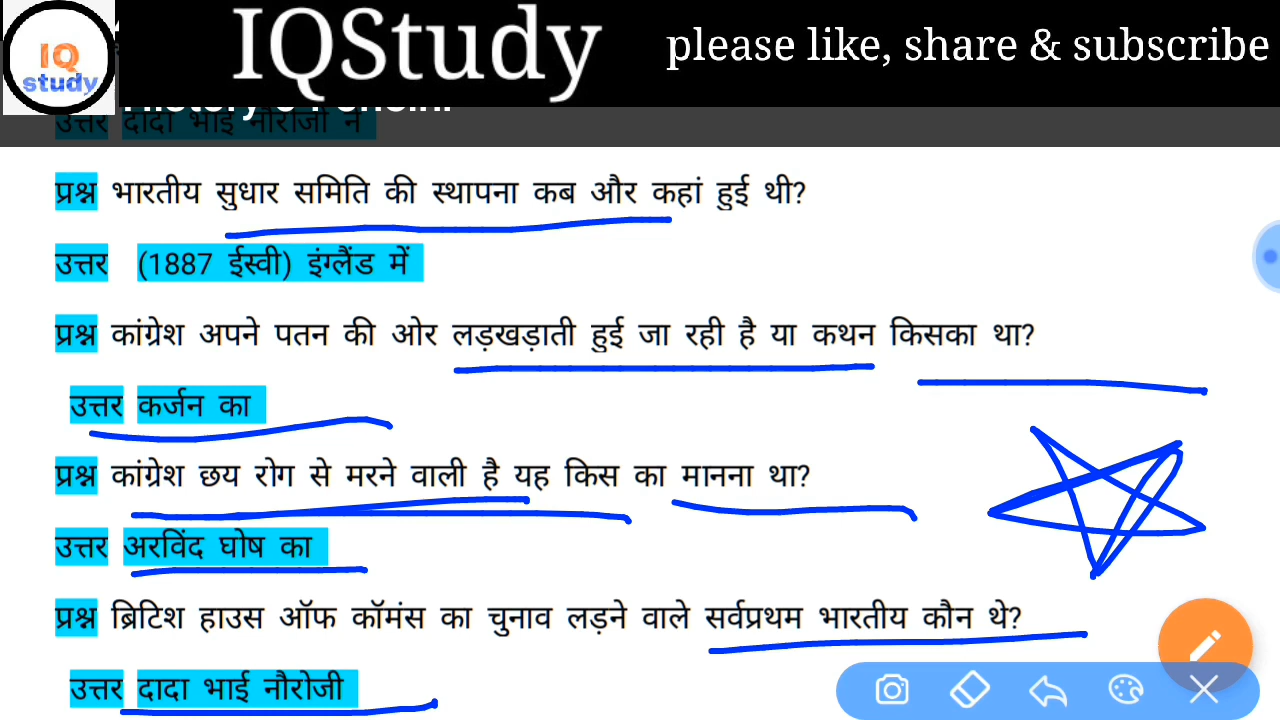 IQStudy please like, share & subscribe
IQ
study
उत्तर दादा भाई नौरोजी ने
प्रश्न भारतीय सुधार समिति की स्थापना कब और कहां हुई थी?
उत्तर (1887 ईस्वी) इंग्लैंड में
प्रश्न कांग्रेश अपने पतन की ओर लड़खड़ाती हुई जा रही है या कथन किसका था?
उत्तर कर्जन का
प्रश्न कांग्रेश छय रोग से मरने वाली है यह किस का मानना था?
उत्तर अरविंद घोष का
प्रश्न ब्रिटिश हाउस ऑफ कॉमंस का चुनाव लड़ने वाले सर्वप्रथम भारतीय कौन थे?
उत्तर दादा भाई नौरोजी